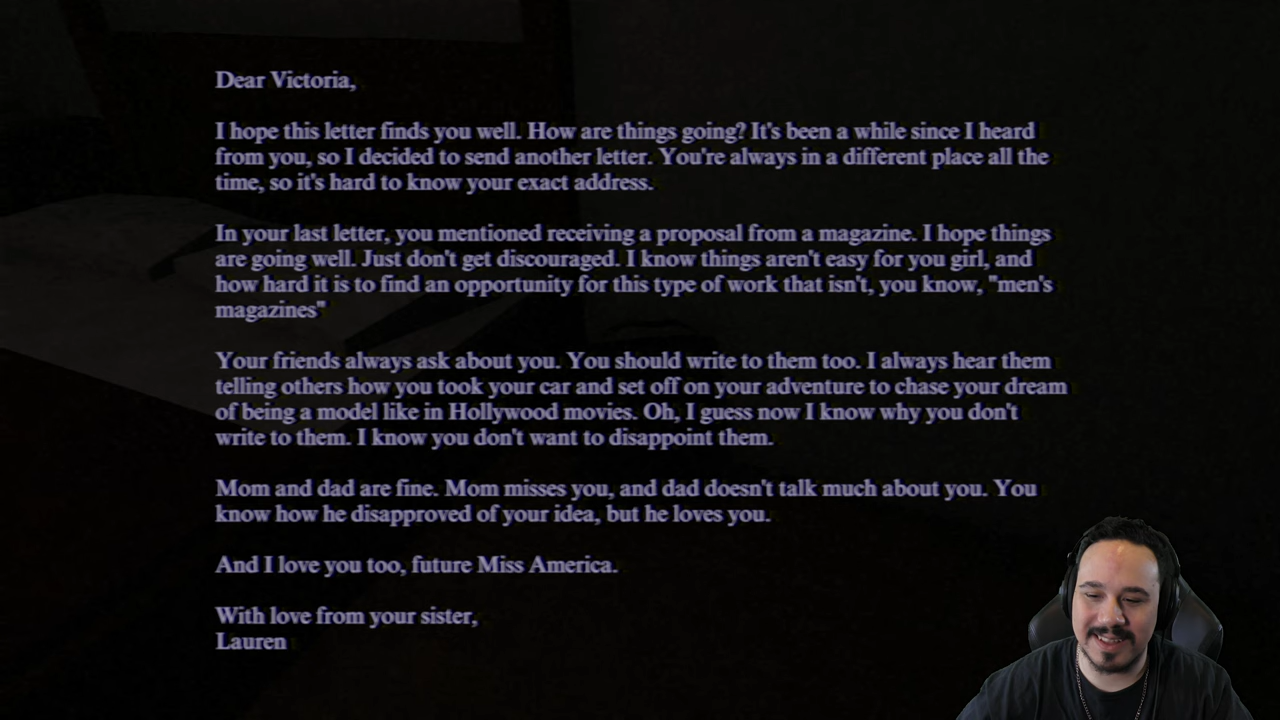 Dear Victoria,
I hope this letter finds you well. How are things going? It's been a while since I heard
from you, so I decided to send another letter. You're always in a different place all the
time, so it's hard to know your exact address.
In your last letter, you mentioned receiving a proposal from a magazine. I hope things
are going well. Just don't get discouraged. I know things aren't easy for you girl, and
how hard it is to find an opportunity for this type of work that isn't, you know, "men's
magazines"
Your friends always ask about you. You should write to them too. I always hear them
telling others how you took your car and set off on your adventure to chase your dream
of being a model like in Hollywood movies. Oh, I guess now I know why you don't
write to them. I know you don't want to disappoint them.
Mom and dad are fine. Mom misses you, and dad doesn't talk much about you. You
know how he disapproved of your idea, but he loves you.
And I love you too, future Miss America.
With love from your sister,
Lauren